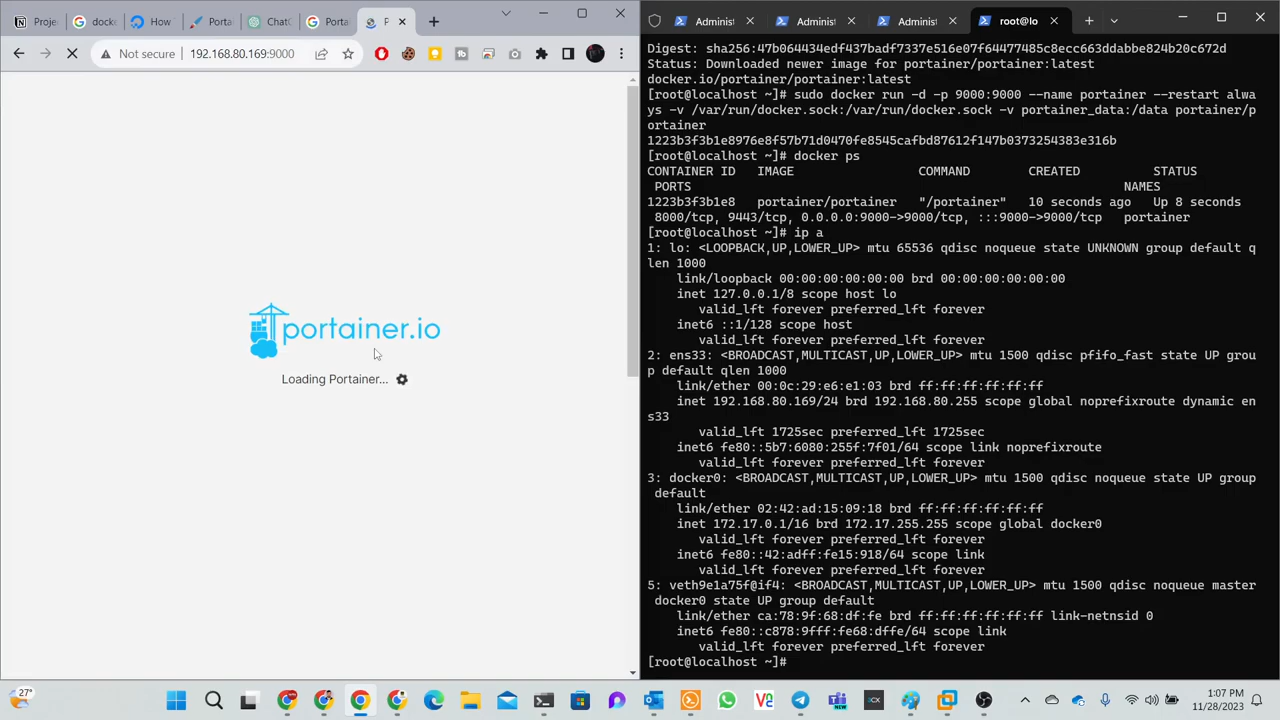 Projec
docke
How
Portai
ChatG
Portai
P
Not secure
192.168.80.169:9000
portainer.io
Loading Portainer...
Administ
Administ
Administ
root@lo
Digest: sha256:47b064434edf437badf7337e516e07f64477485c8ecc663ddabbe824b20c672d
Status: Downloaded newer image for portainer/portainer:latest
docker.io/portainer/portainer:latest
[root@localhost ~]# sudo docker run -d -p 9000:9000 --name portainer --restart alwa
ys -v /var/run/docker.sock:/var/run/docker.sock -v portainer_data:/data portainer/p
ortainer
1223b3f3b1e8976e8f57b71d0470fe8545cafbd87612f147b0373254383e316b
[root@localhost ~]# docker ps
CONTAINER ID   IMAGE                 COMMAND        CREATED          STATUS
 PORTS                                                          NAMES
1223b3f3b1e8   portainer/portainer   "/portainer"   10 seconds ago   Up 8 seconds
 8000/tcp, 9443/tcp, 0.0.0.0:9000->9000/tcp, :::9000->9000/tcp   portainer
[root@localhost ~]# ip a
1: lo: <LOOPBACK,UP,LOWER_UP> mtu 65536 qdisc noqueue state UNKNOWN group default q
len 1000
    link/loopback 00:00:00:00:00:00 brd 00:00:00:00:00:00
    inet 127.0.0.1/8 scope host lo
       valid_lft forever preferred_lft forever
    inet6 ::1/128 scope host
       valid_lft forever preferred_lft forever
2: ens33: <BROADCAST,MULTICAST,UP,LOWER_UP> mtu 1500 qdisc pfifo_fast state UP grou
p default qlen 1000
    link/ether 00:0c:29:e6:e1:03 brd ff:ff:ff:ff:ff:ff
    inet 192.168.80.169/24 brd 192.168.80.255 scope global noprefixroute dynamic en
s33
       valid_lft 1725sec preferred_lft 1725sec
    inet6 fe80::5b7:6080:255f:7f01/64 scope link noprefixroute
       valid_lft forever preferred_lft forever
3: docker0: <BROADCAST,MULTICAST,UP,LOWER_UP> mtu 1500 qdisc noqueue state UP group
 default
    link/ether 02:42:ad:15:09:18 brd ff:ff:ff:ff:ff:ff
    inet 172.17.0.1/16 brd 172.17.255.255 scope global docker0
       valid_lft forever preferred_lft forever
    inet6 fe80::42:adff:fe15:918/64 scope link
       valid_lft forever preferred_lft forever
5: veth9e1a75f@if4: <BROADCAST,MULTICAST,UP,LOWER_UP> mtu 1500 qdisc noqueue master
 docker0 state UP group default
    link/ether ca:78:9f:68:df:fe brd ff:ff:ff:ff:ff:ff link-netnsid 0
    inet6 fe80::c878:9fff:fe68:dffe/64 scope link
       valid_lft forever preferred_lft forever
[root@localhost ~]#
27°
NEW
1:07 PM
11/28/2023